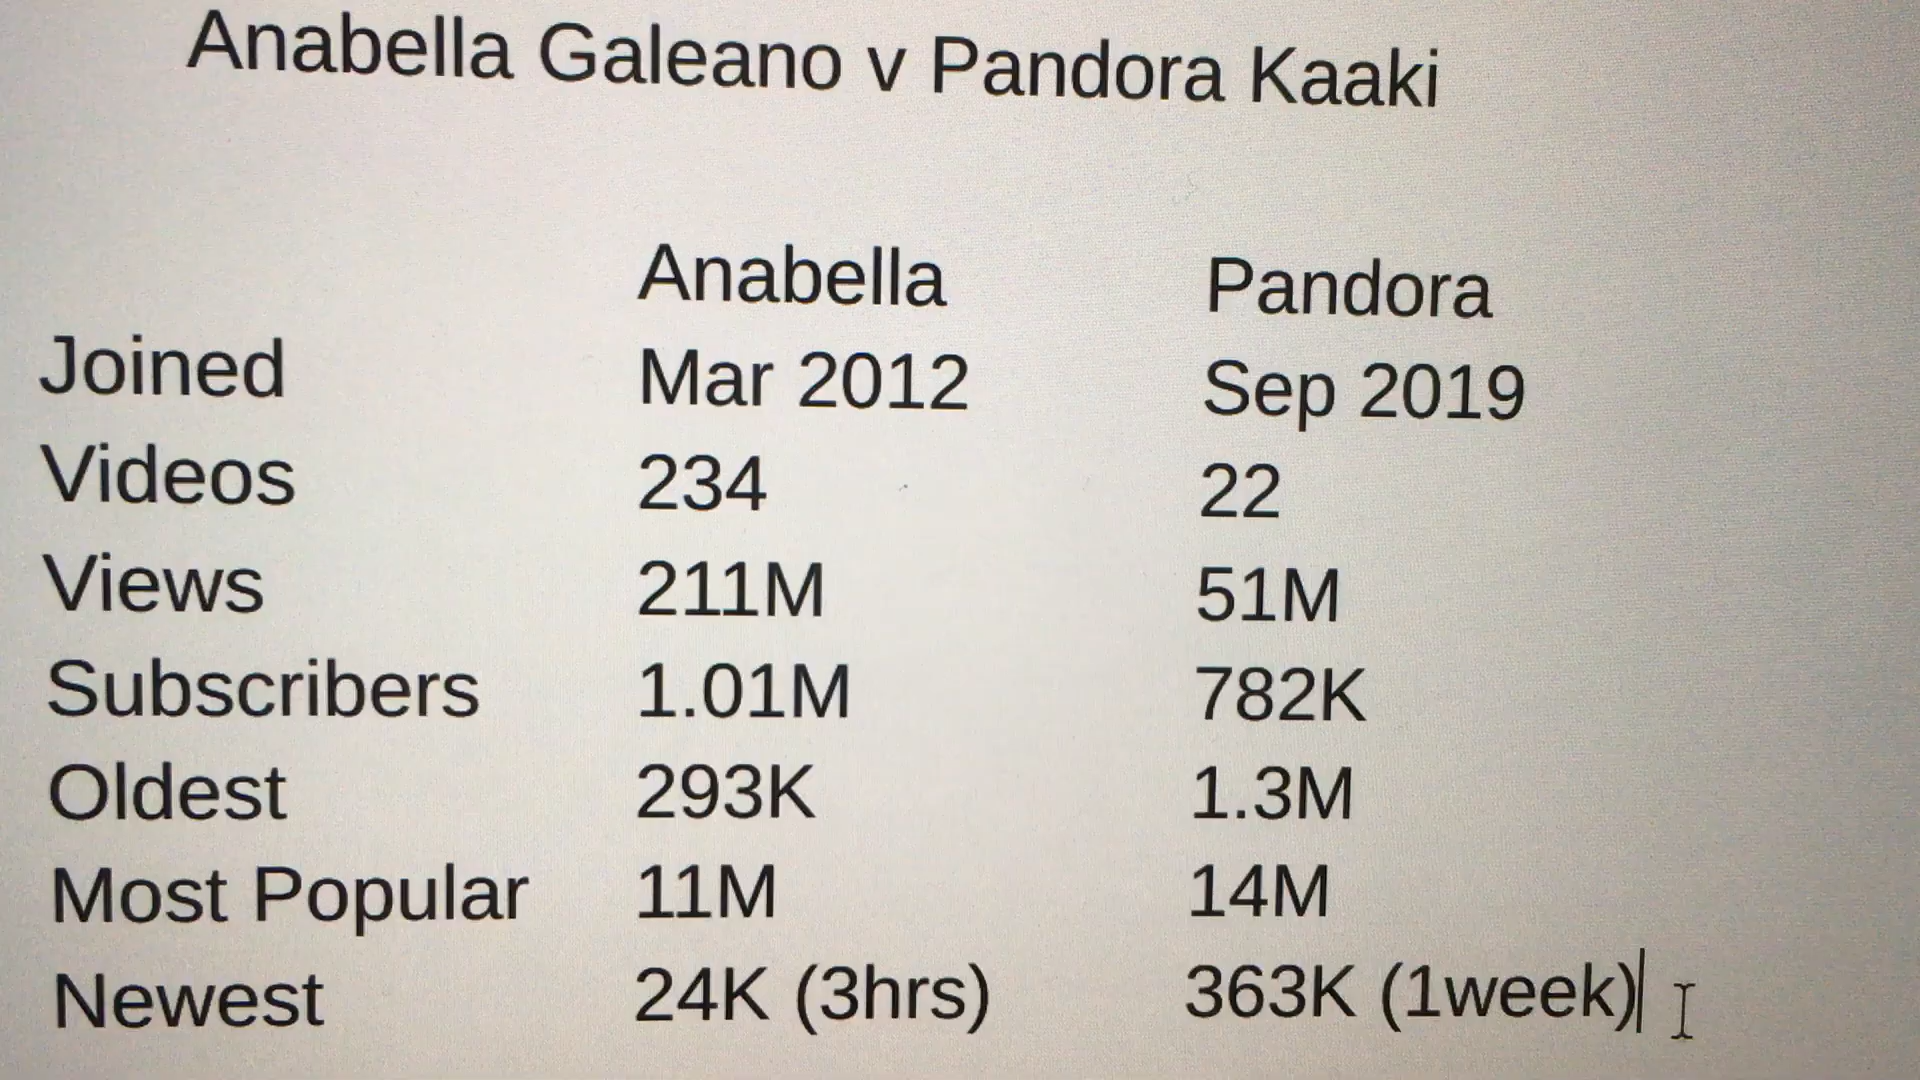 Anabella Galeano v Pandora Kaaki
Anabella Pandora
Joined Mar 2012 Sep 2019
Videos 234 22
Views 211M 51M
Subscribers 1.01M 782K
Oldest 293K 1.3M
Most Popular 11M 14M
Newest 24K (3hrs) 363K (1week)